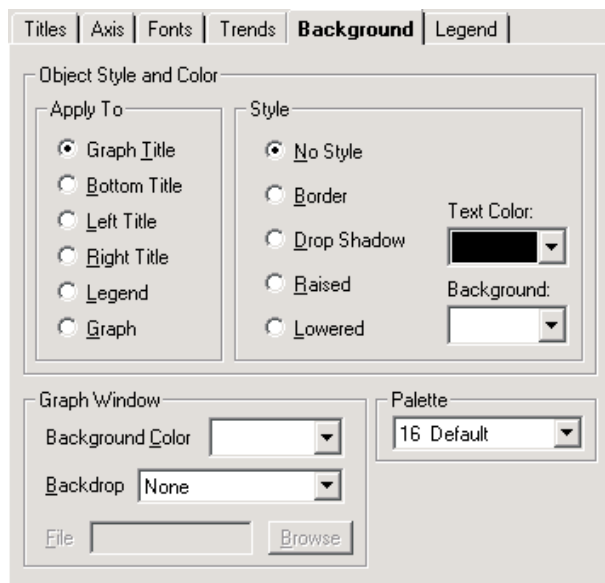 Titles Axis Fonts Trends Background Legend
Object Style and Color
Apply To
Graph Title
Bottom Title
Left Title
Right Title
Legend
Graph
Style
No Style
Border
Drop Shadow
Raised
Lowered
Text Color:
Background:
Graph Window
Background Color
Backdrop None
File Browse
Palette
16 Default